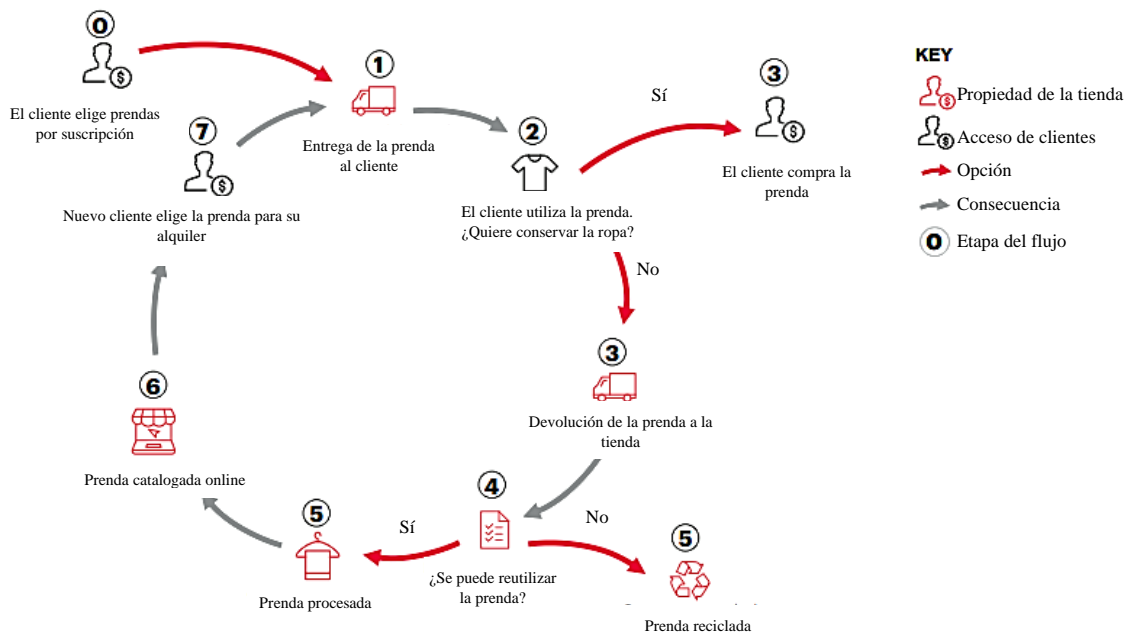 0
El cliente elige prendas
por suscripción
1
Entrega de la prenda
al cliente
2
El cliente utiliza la prenda.
¿Quiere conservar la ropa?
Sí
3
El cliente compra la
prenda
No
3
Devolución de la prenda a la
tienda
4
¿Se puede reutilizar
la prenda?
Sí
5
Prenda procesada
No
5
Prenda reciclada
6
Prenda catalogada online
7
Nuevo cliente elige la prenda para su
alquiler
KEY
$ Propiedad de la tienda
$ Acceso de clientes
Opción
Consecuencia
0 Etapa del flujo